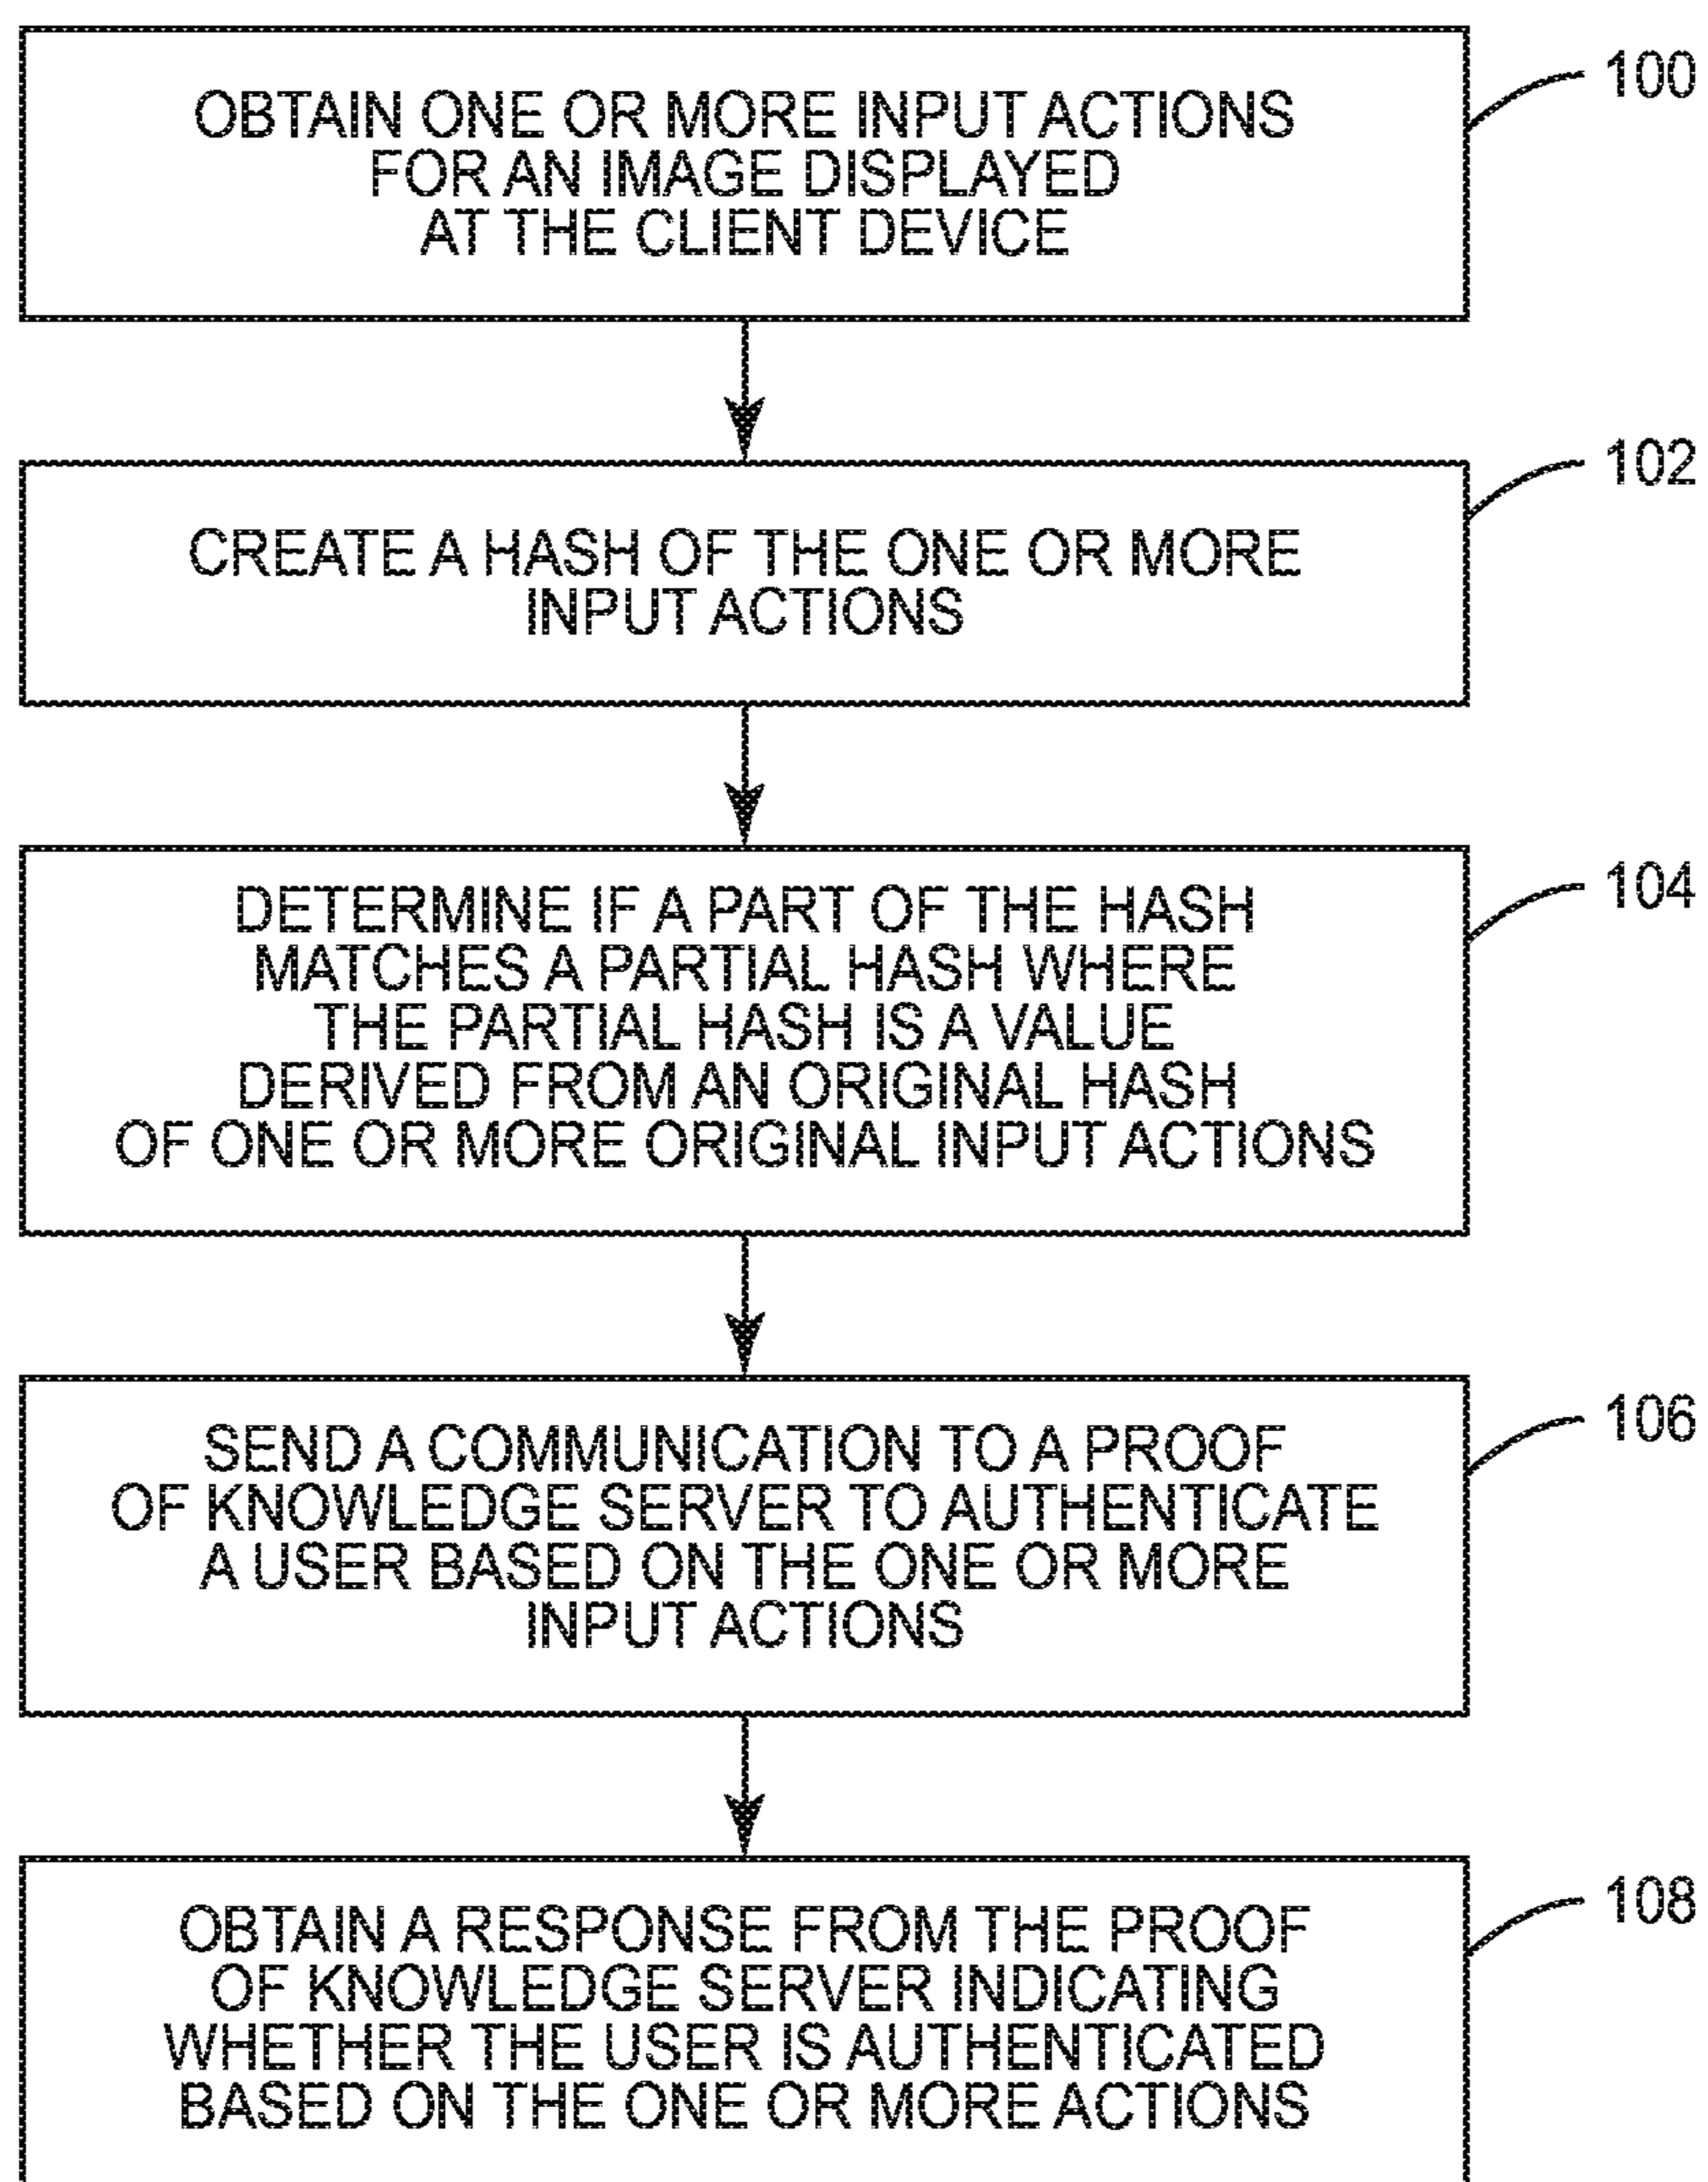 OBTAIN ONE OR MORE INPUT ACTIONS
FOR AN IMAGE DISPLAYED
AT THE CLIENT DEVICE
100
CREATE A HASH OF THE ONE OR MORE
INPUT ACTIONS
102
DETERMINE IF A PART OF THE HASH
MATCHES A PARTIAL HASH WHERE
THE PARTIAL HASH IS A VALUE
DERIVED FROM AN ORIGINAL HASH
OF ONE OR MORE ORIGINAL INPUT ACTIONS
104
SEND A COMMUNICATION TO A PROOF
OF KNOWLEDGE SERVER TO AUTHENTICATE
A USER BASED ON THE ONE OR MORE
INPUT ACTIONS
106
OBTAIN A RESPONSE FROM THE PROOF
OF KNOWLEDGE SERVER INDICATING
WHETHER THE USER IS AUTHENTICATED
BASED ON THE ONE OR MORE ACTIONS
108